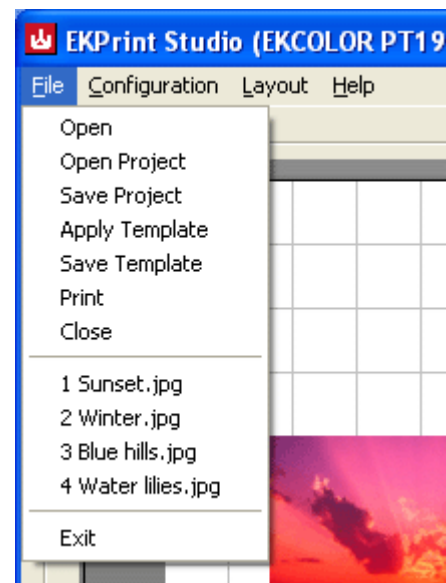 EKPrint Studio (EKCOLOR PT19
File Configuration Layout Help
Open
Open Project
Save Project
Apply Template
Save Template
Print
Close
1 Sunset.jpg
2 Winter.jpg
3 Blue hills.jpg
4 Water lilies.jpg
Exit